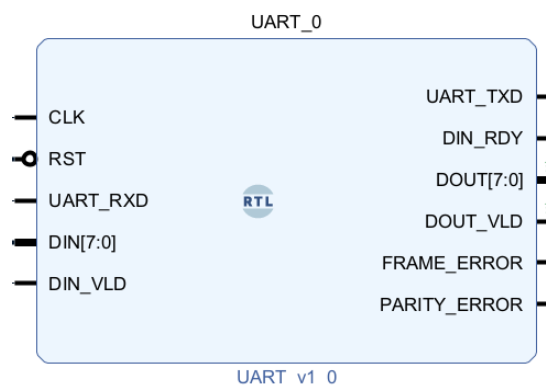 UART_0
CLK
RST
UART_RXD
DIN[7:0]
DIN_VLD
RTL
UART_TXD
DIN_RDY
DOUT[7:0]
DOUT_VLD
FRAME_ERROR
PARITY_ERROR
UART_v1_0